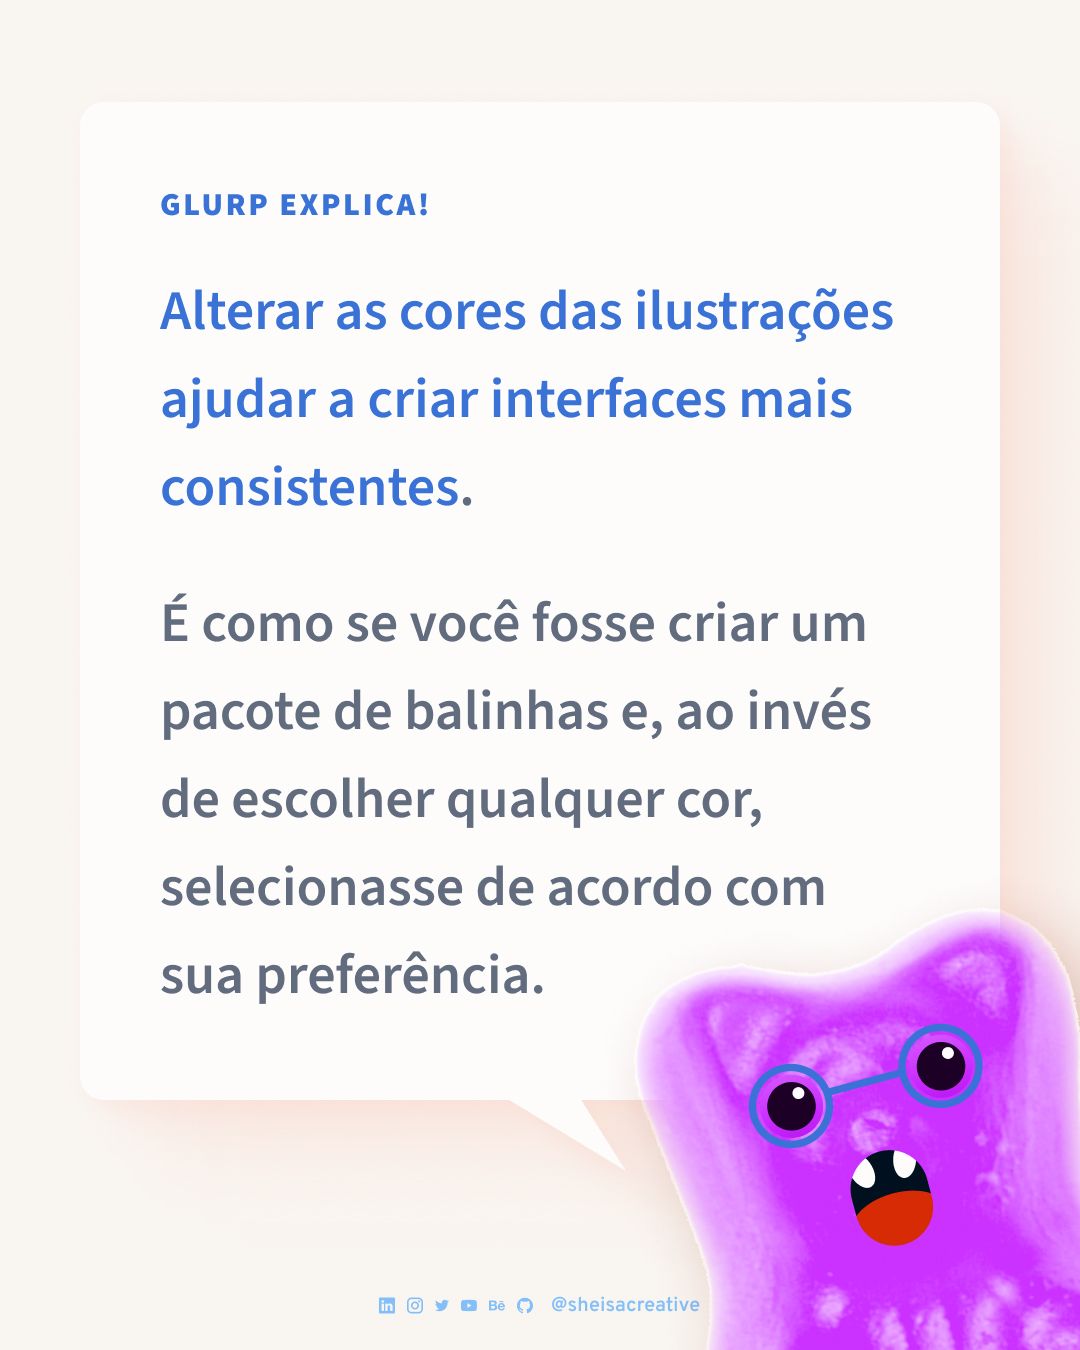 GLURP EXPLICA!
Alterar as cores das ilustrações
ajudar a criar interfaces mais
consistentes.
É como se você fosse criar um
pacote de balinhas e, ao invés
de escolher qualquer cor,
selecionasse de acordo com
sua preferência.
in Bē @sheisacreative